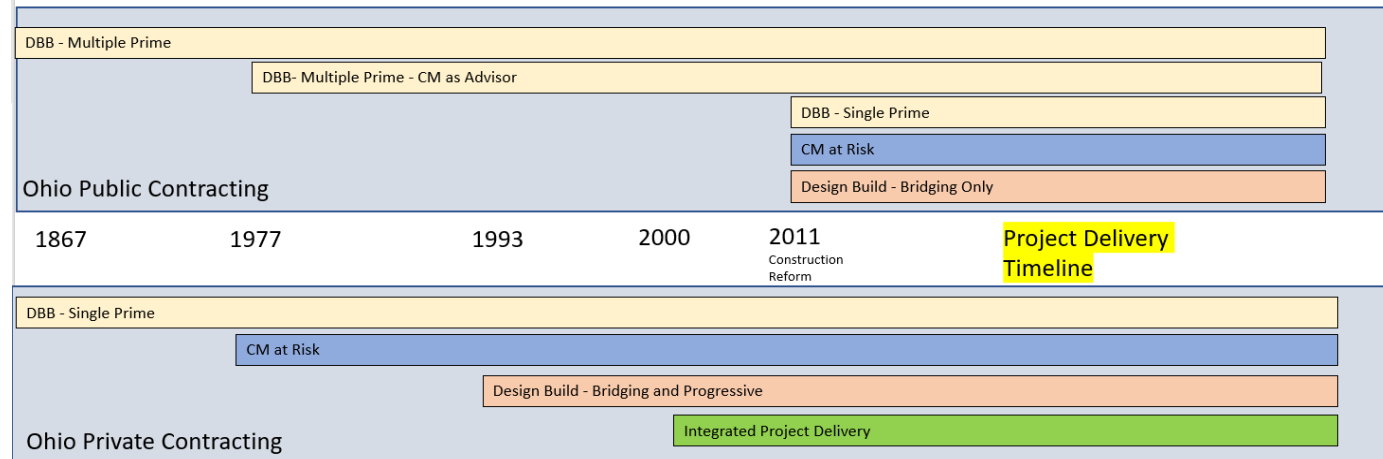 DBB - Multiple Prime
DBB- Multiple Prime - CM as Advisor
DBB - Single Prime
CM at Risk
Design Build - Bridging Only
Ohio Public Contracting
1867
1977
1993
2000
2011
Construction
Reform
Project Delivery
Timeline
DBB - Single Prime
CM at Risk
Design Build - Bridging and Progressive
Integrated Project Delivery
Ohio Private Contracting